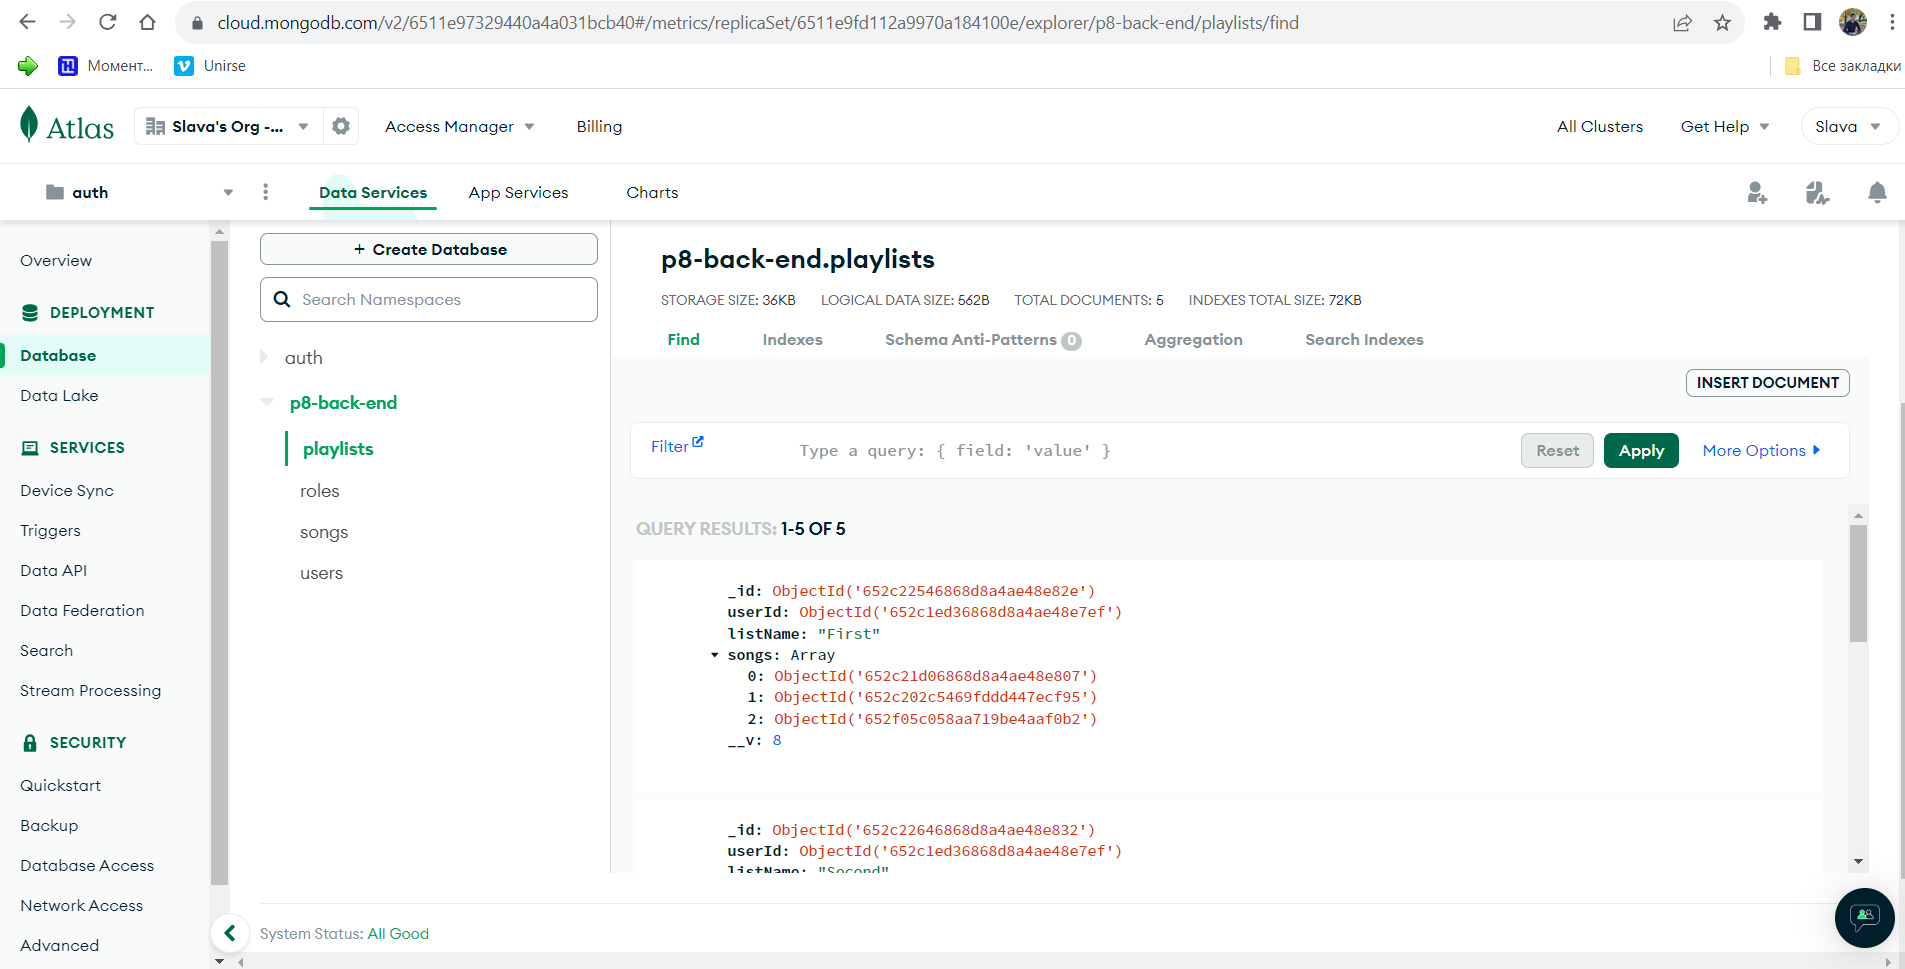 cloud.mongodb.com/v2/6511e97329440a4a031bcb40#/metrics/replicaSet/6511e9fd112a9970a184100e/explorer/p8-back-end/playlists/find
Момент... Unirse Все закладки
Atlas Slava's Org -... Access Manager Billing All Clusters Get Help Slava
auth Data Services App Services Charts
Overview
DEPLOYMENT
Database
Data Lake
SERVICES
Device Sync
Triggers
Data API
Data Federation
Search
Stream Processing
SECURITY
Quickstart
Backup
Database Access
Network Access
Advanced
+ Create Database
Search Namespaces
auth
p8-back-end
playlists
roles
songs
users
p8-back-end.playlists
STORAGE SIZE: 36KB LOGICAL DATA SIZE: 562B TOTAL DOCUMENTS: 5 INDEXES TOTAL SIZE: 72KB
Find Indexes Schema Anti-Patterns 0 Aggregation Search Indexes
INSERT DOCUMENT
Filter Type a query: { field: 'value' } Reset Apply More Options
QUERY RESULTS: 1-5 OF 5
_id: ObjectId('652c22546868d8a4ae48e82e')
userId: ObjectId('652c1ed36868d8a4ae48e7ef')
listName: "First"
songs: Array
0: ObjectId('652c21d06868d8a4ae48e807')
1: ObjectId('652c202c5469fddd447ecf95')
2: ObjectId('652f05c058aa719be4aaf0b2')
__v: 8
_id: ObjectId('652c22646868d8a4ae48e832')
userId: ObjectId('652c1ed36868d8a4ae48e7ef')
listName: "Second"
System Status: All Good